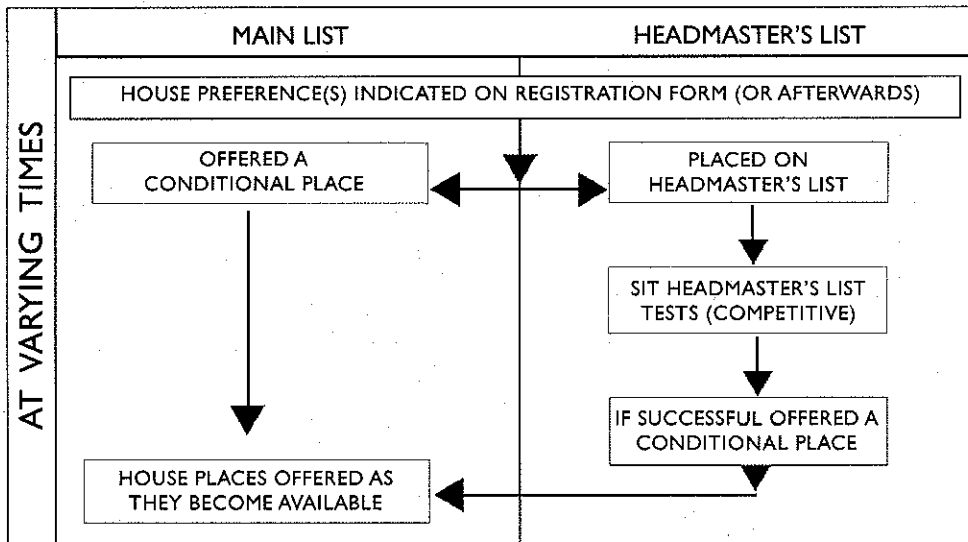 MAIN LIST
HEADMASTER'S LIST
AT VARYING TIMES
HOUSE PREFERENCE(S) INDICATED ON REGISTRATION FORM (OR AFTERWARDS)
OFFERED A
CONDITIONAL PLACE
PLACED ON
HEADMASTER'S LIST
SIT HEADMASTER'S LIST
TESTS (COMPETITIVE)
IF SUCCESSFUL OFFERED A
CONDITIONAL PLACE
HOUSE PLACES OFFERED AS
THEY BECOME AVAILABLE